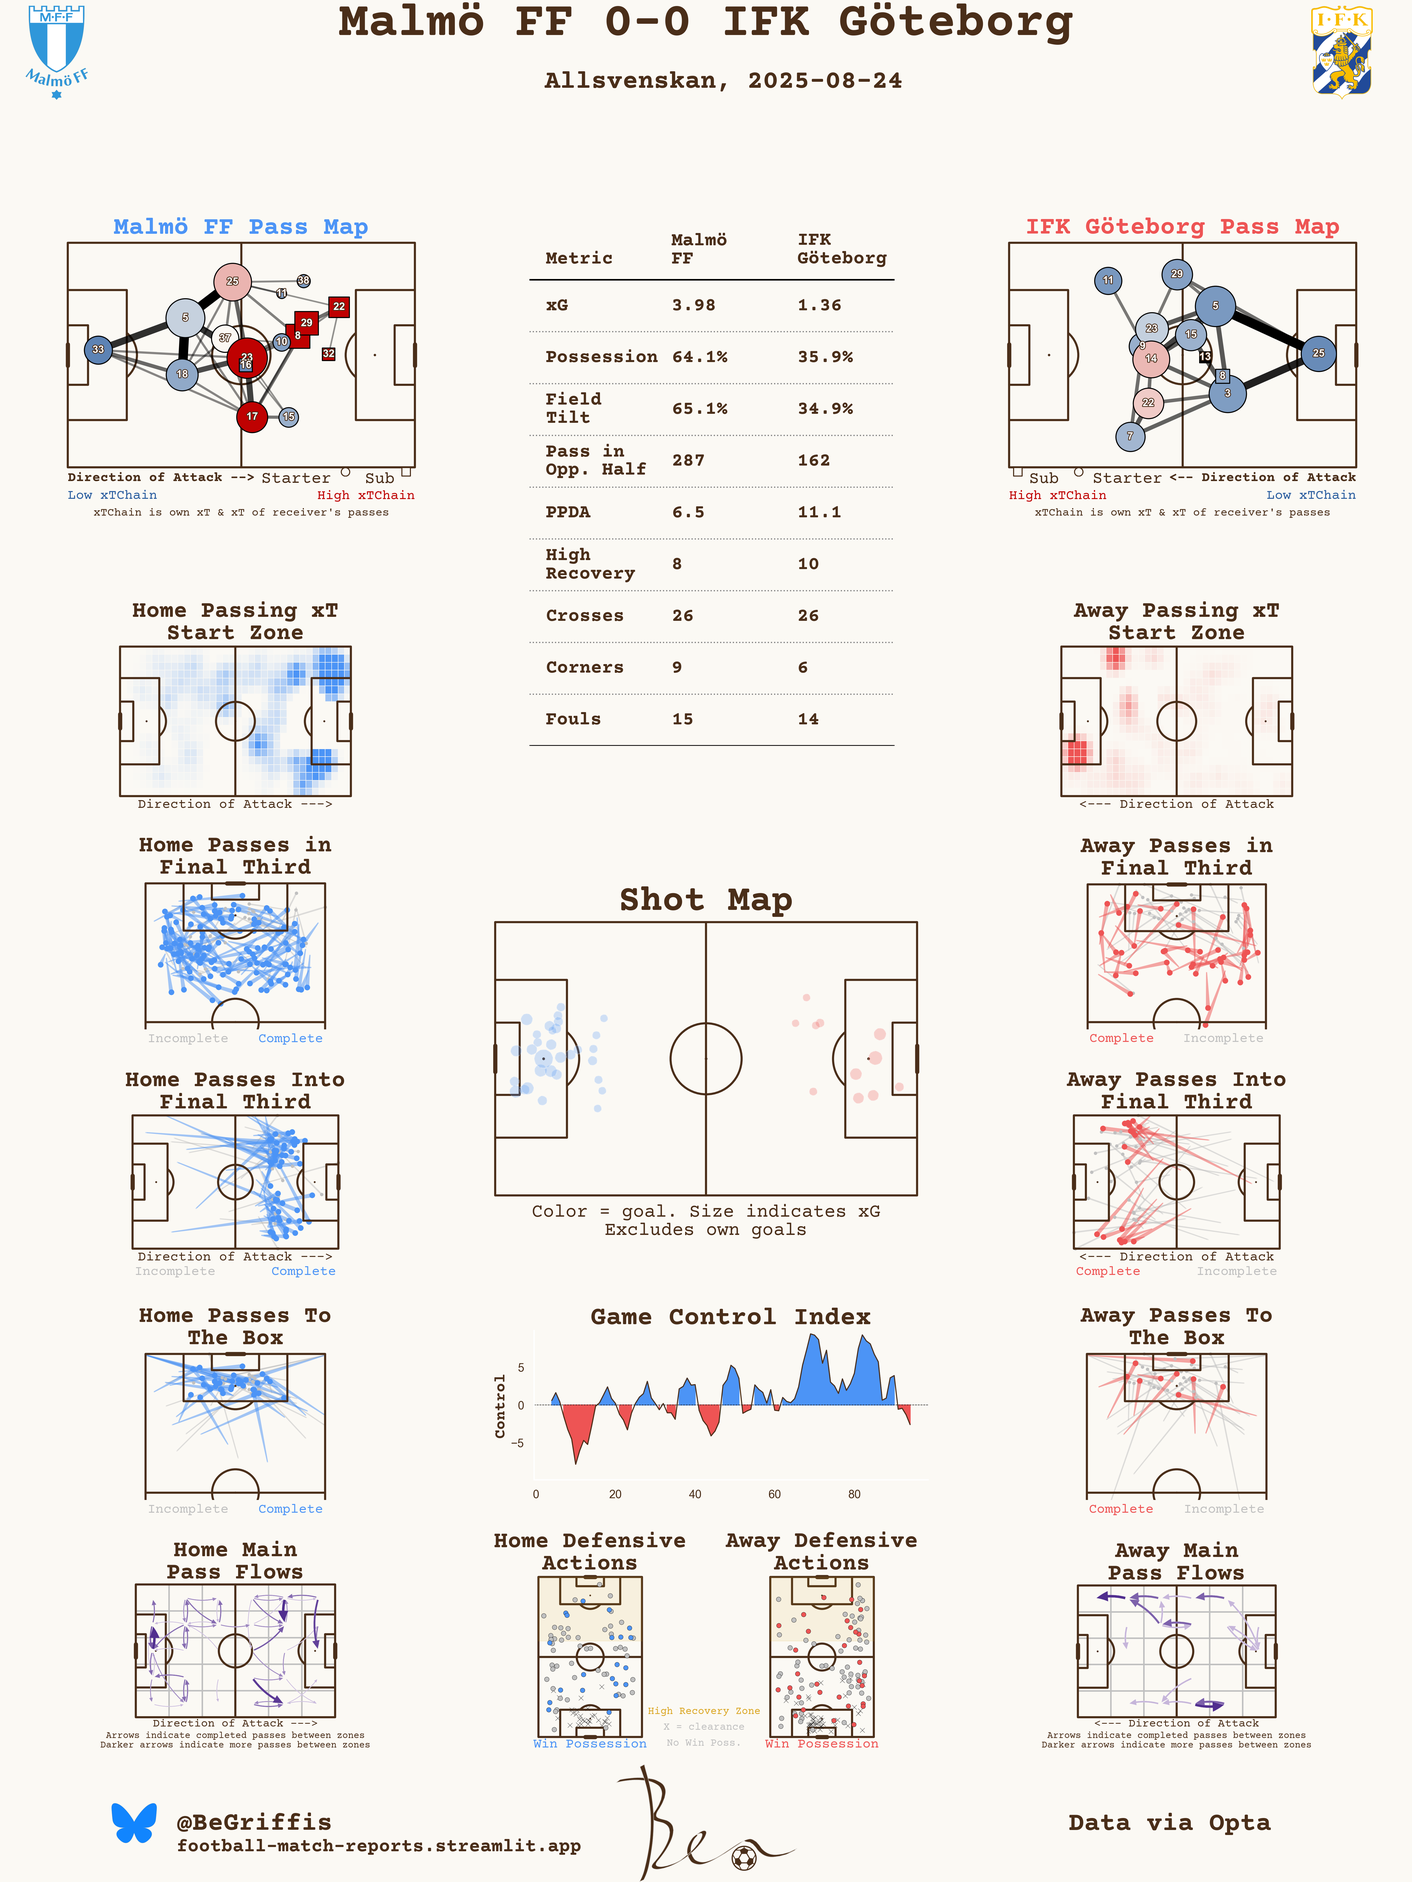 Malmö FF 0-0 IFK Göteborg
Allsvenskan, 2025-08-24
M·F·F
Malmö FF
I·F·K
Malmö FF Pass Map
25
38
11
22
5
29
37
8
10
33
23
32
16
18
17
15
Direction of Attack --> Starter Sub
Low xTChain High xTChain
xTChain is own xT & xT of receiver's passes
Metric Malmö FF IFK Göteborg
xG 3.98 1.36
Possession 64.1% 35.9%
Field Tilt 65.1% 34.9%
Pass in Opp. Half 287 162
PPDA 6.5 11.1
High Recovery 8 10
Crosses 26 26
Corners 9 6
Fouls 15 14
IFK Göteborg Pass Map
11
29
5
23
15
9
14
13
25
8
3
22
7
Sub Starter <-- Direction of Attack
High xTChain Low xTChain
xTChain is own xT & xT of receiver's passes
Home Passing xT
Start Zone
Direction of Attack --->
Away Passing xT
Start Zone
<--- Direction of Attack
Home Passes in
Final Third
Incomplete Complete
Away Passes in
Final Third
Complete Incomplete
Shot Map
Color = goal. Size indicates xG
Excludes own goals
Home Passes Into
Final Third
Direction of Attack --->
Incomplete Complete
Away Passes Into
Final Third
<--- Direction of Attack
Complete Incomplete
Home Passes To
The Box
Incomplete Complete
Game Control Index
Control
5
0
−5
0 20 40 60 80
Away Passes To
The Box
Complete Incomplete
Home Main
Pass Flows
Direction of Attack --->
Arrows indicate completed passes between zones
Darker arrows indicate more passes between zones
Home Defensive
Actions
Win Possession
High Recovery Zone
X = clearance
No Win Poss.
Away Defensive
Actions
Win Possession
Away Main
Pass Flows
<--- Direction of Attack
Arrows indicate completed passes between zones
Darker arrows indicate more passes between zones
@BeGriffis
football-match-reports.streamlit.app
Ben
Data via Opta